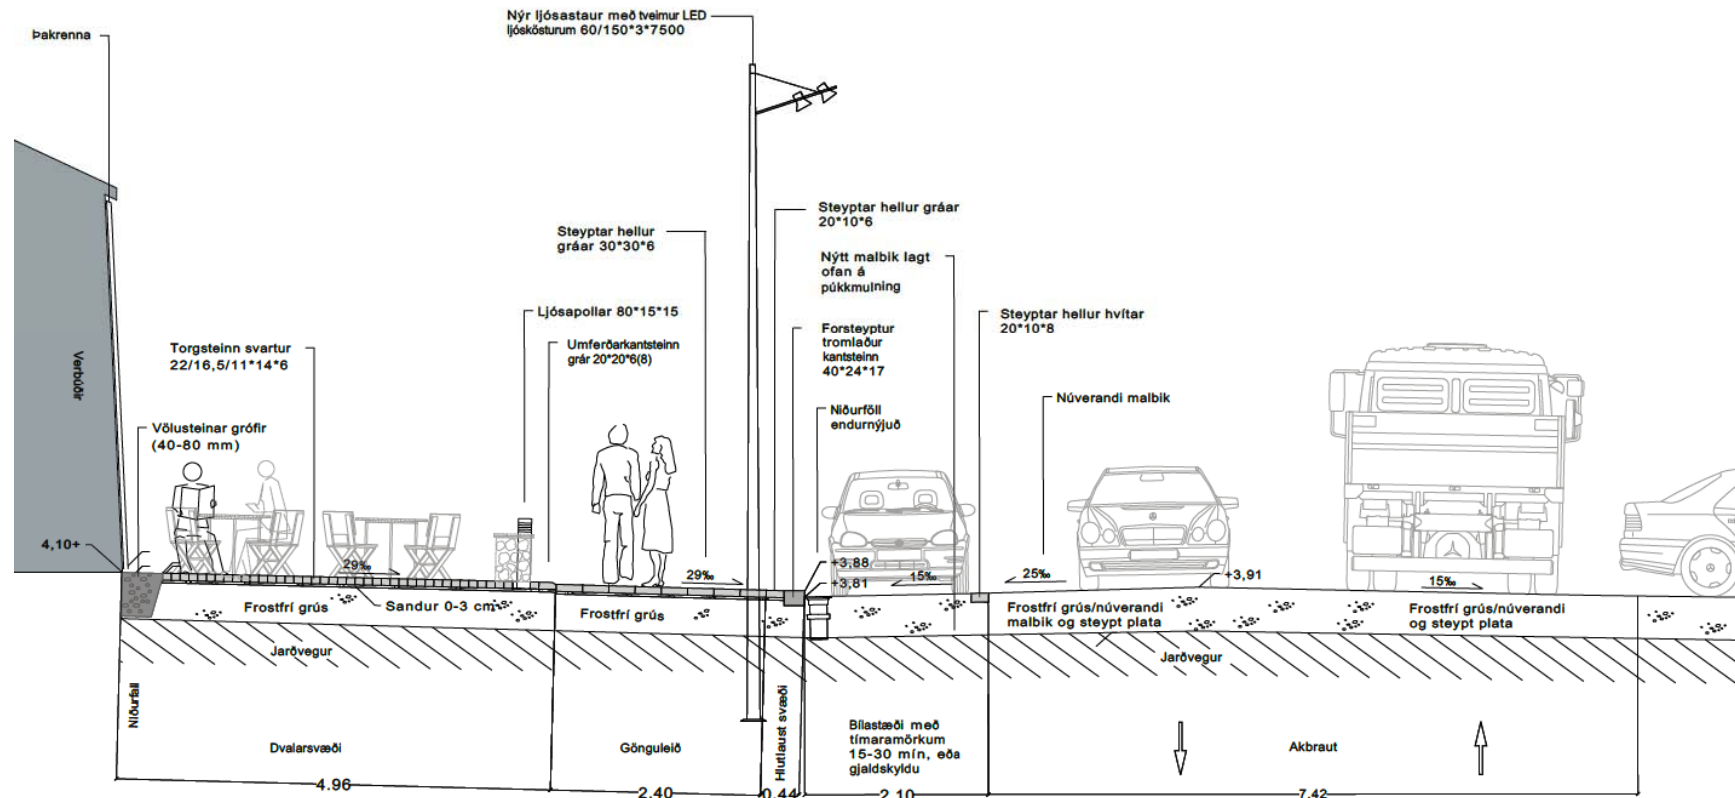 Nýr ljósastaur með tveimur LED
ljóskösturum 60/150*3*7500
Þakrenna
Steyptar hellur gráar
20*10*6
Steyptar hellur
gráar 30*30*6
Nýtt malbik lagt
ofan á
púkkmulning
Ljósapollar 80*15*15
Steyptar hellur hvítar
20*10*8
Forsteyptur
tromlaður
kantsteinn
40*24*17
Umferðarkantsteinn
grár 20*20*6(8)
Torgsteinn svartur
22/16,5/11*14*6
Verbúðir
Núverandi malbik
Niðurföll
endurnýjuð
Völusteinar grófir
(40-80 mm)
4,10+
29‰
29‰
+3,88
+3,81
15‰
25‰
+3,91
15‰
Frostfrí grús
Sandur 0-3 cm
Frostfrí grús
Frostfrí grús/núverandi
malbik og steypt plata
Frostfrí grús/núverandi
og steypt plata
Jarðvegur
Jarðvegur
Niðurfall
Dvalarsvæði
Gönguleið
Hlutlaust svæði
Bílastæði með
tímaramörkum
15-30 mín, eða
gjaldskyldu
Akbraut
4.96
2.40
0.44
2.10
7.42